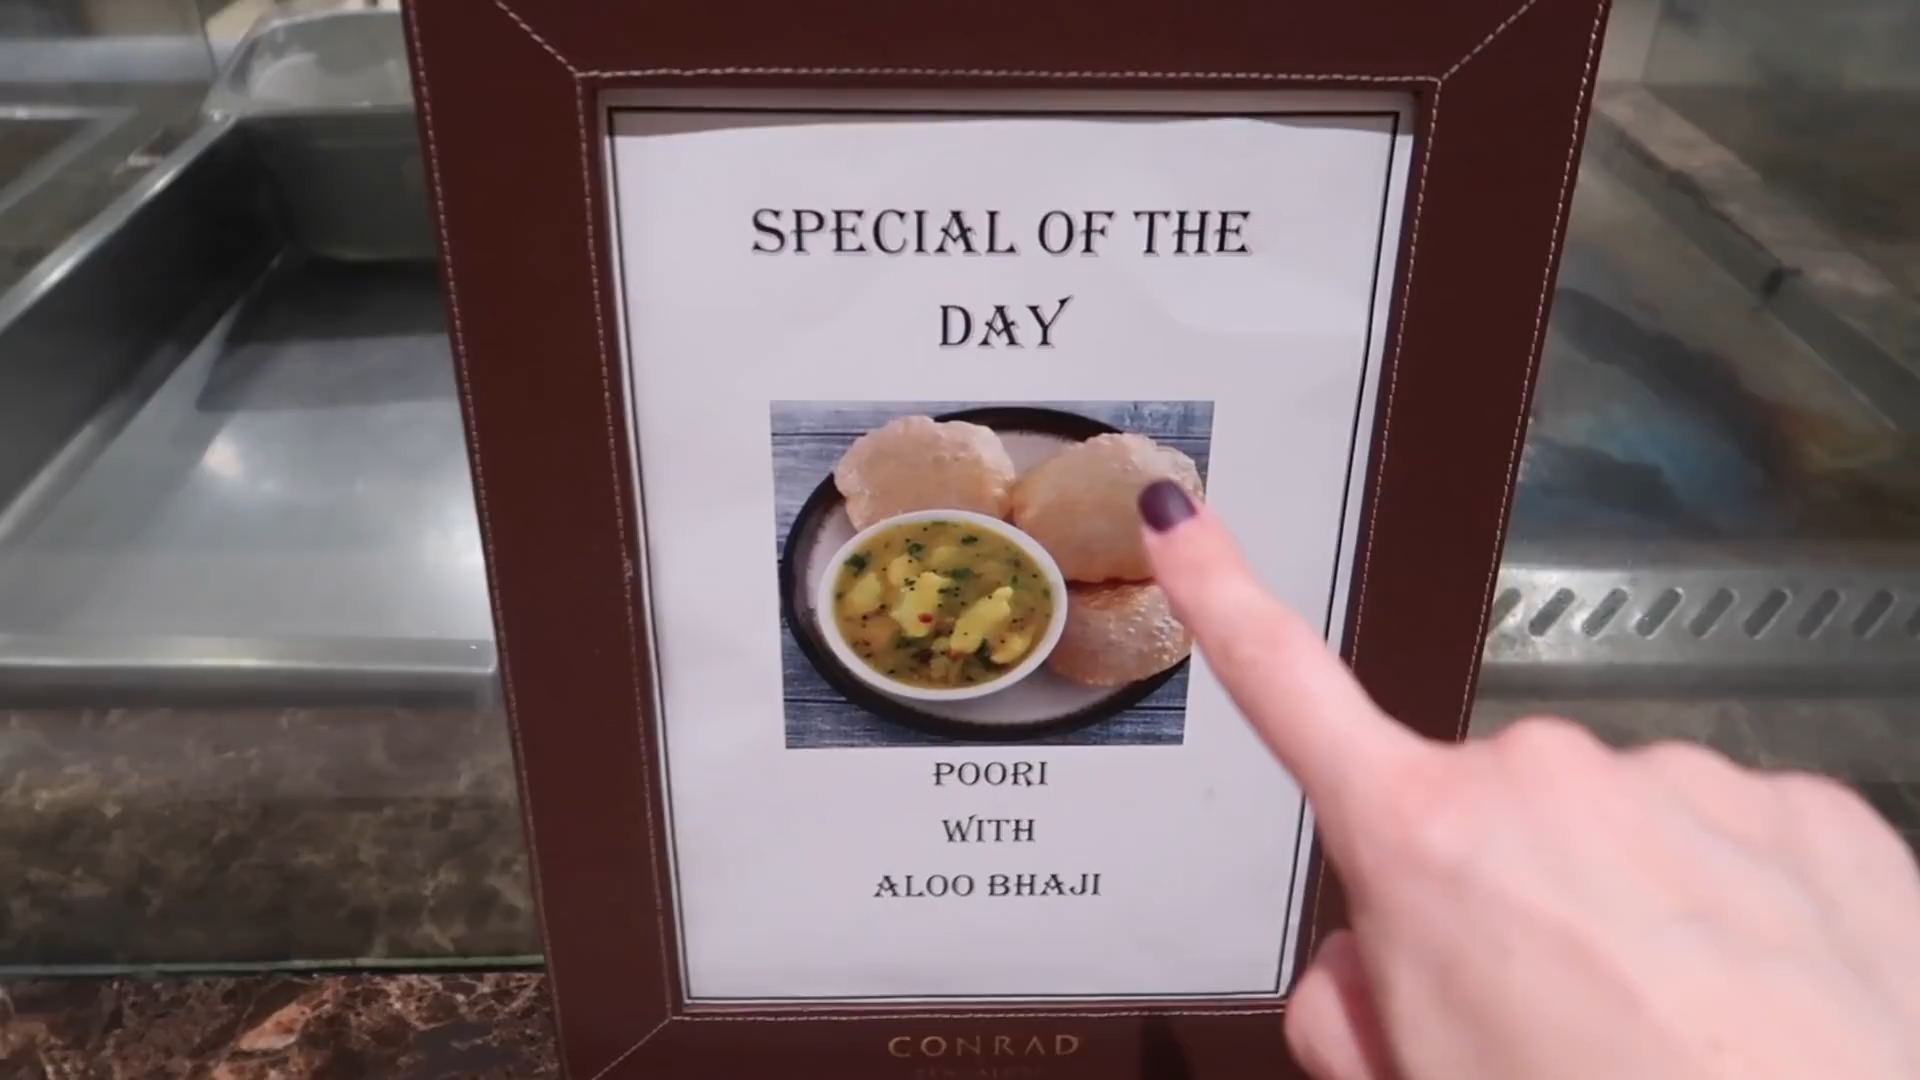 SPECIAL OF THE
DAY
POORI
WITH
ALOO BHAJI
CONRAD